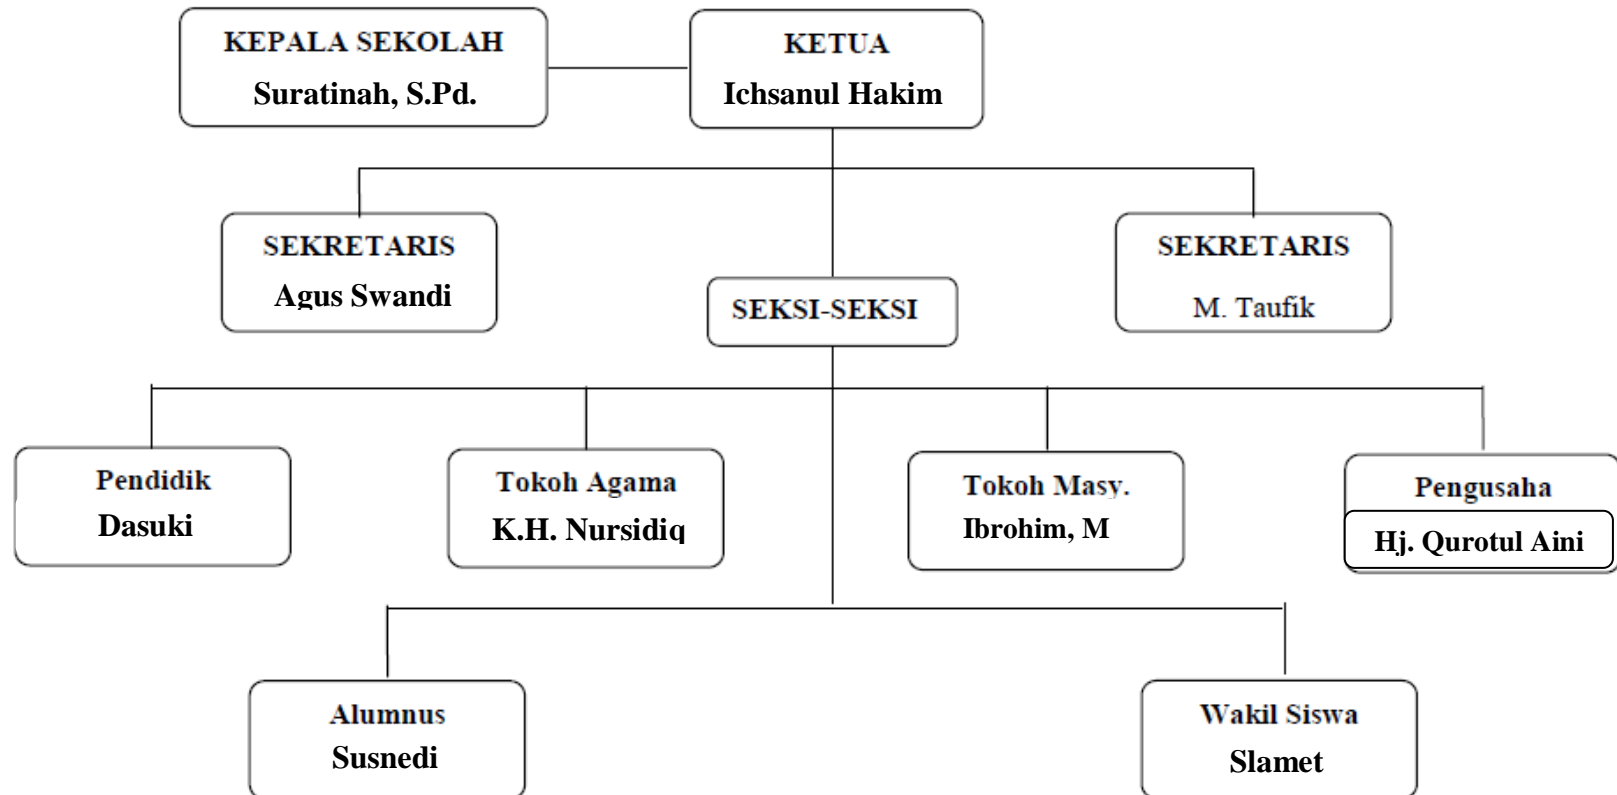 KEPALA SEKOLAH
Suratinah, S.Pd.
KETUA
Ichsanul Hakim
SEKRETARIS
Agus Swandi
SEKSI-SEKSI
SEKRETARIS
M. Taufik
Pendidik
Dasuki
Tokoh Agama
K.H. Nursidiq
Tokoh Masy.
Ibrohim, M
Pengusaha
Hj. Qurotul Aini
Alumnus
Susnedi
Wakil Siswa
Slamet